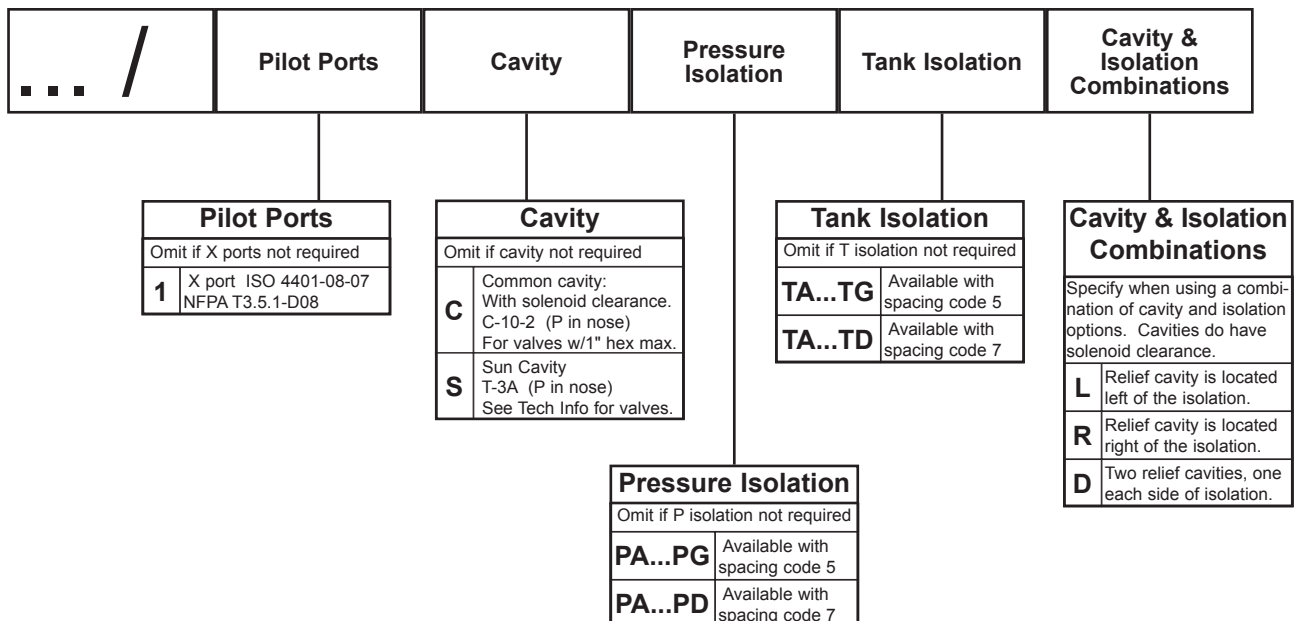 ... /
Pilot Ports
Cavity
Pressure
Isolation
Tank Isolation
Cavity &
Isolation
Combinations
Pilot Ports
Omit if X ports not required
1
X port ISO 4401-08-07
NFPA T3.5.1-D08
Cavity
Omit if cavity not required
C
Common cavity:
With solenoid clearance.
C-10-2 (P in nose)
For valves w/1" hex max.
S
Sun Cavity
T-3A (P in nose)
See Tech Info for valves.
Pressure Isolation
Omit if P isolation not required
PA...PG
Available with
spacing code 5
PA...PD
Available with
spacing code 7
Tank Isolation
Omit if T isolation not required
TA...TG
Available with
spacing code 5
TA...TD
Available with
spacing code 7
Cavity & Isolation
Combinations
Specify when using a combi-
nation of cavity and isolation
options. Cavities do have
solenoid clearance.
L
Relief cavity is located
left of the isolation.
R
Relief cavity is located
right of the isolation.
D
Two relief cavities, one
each side of isolation.